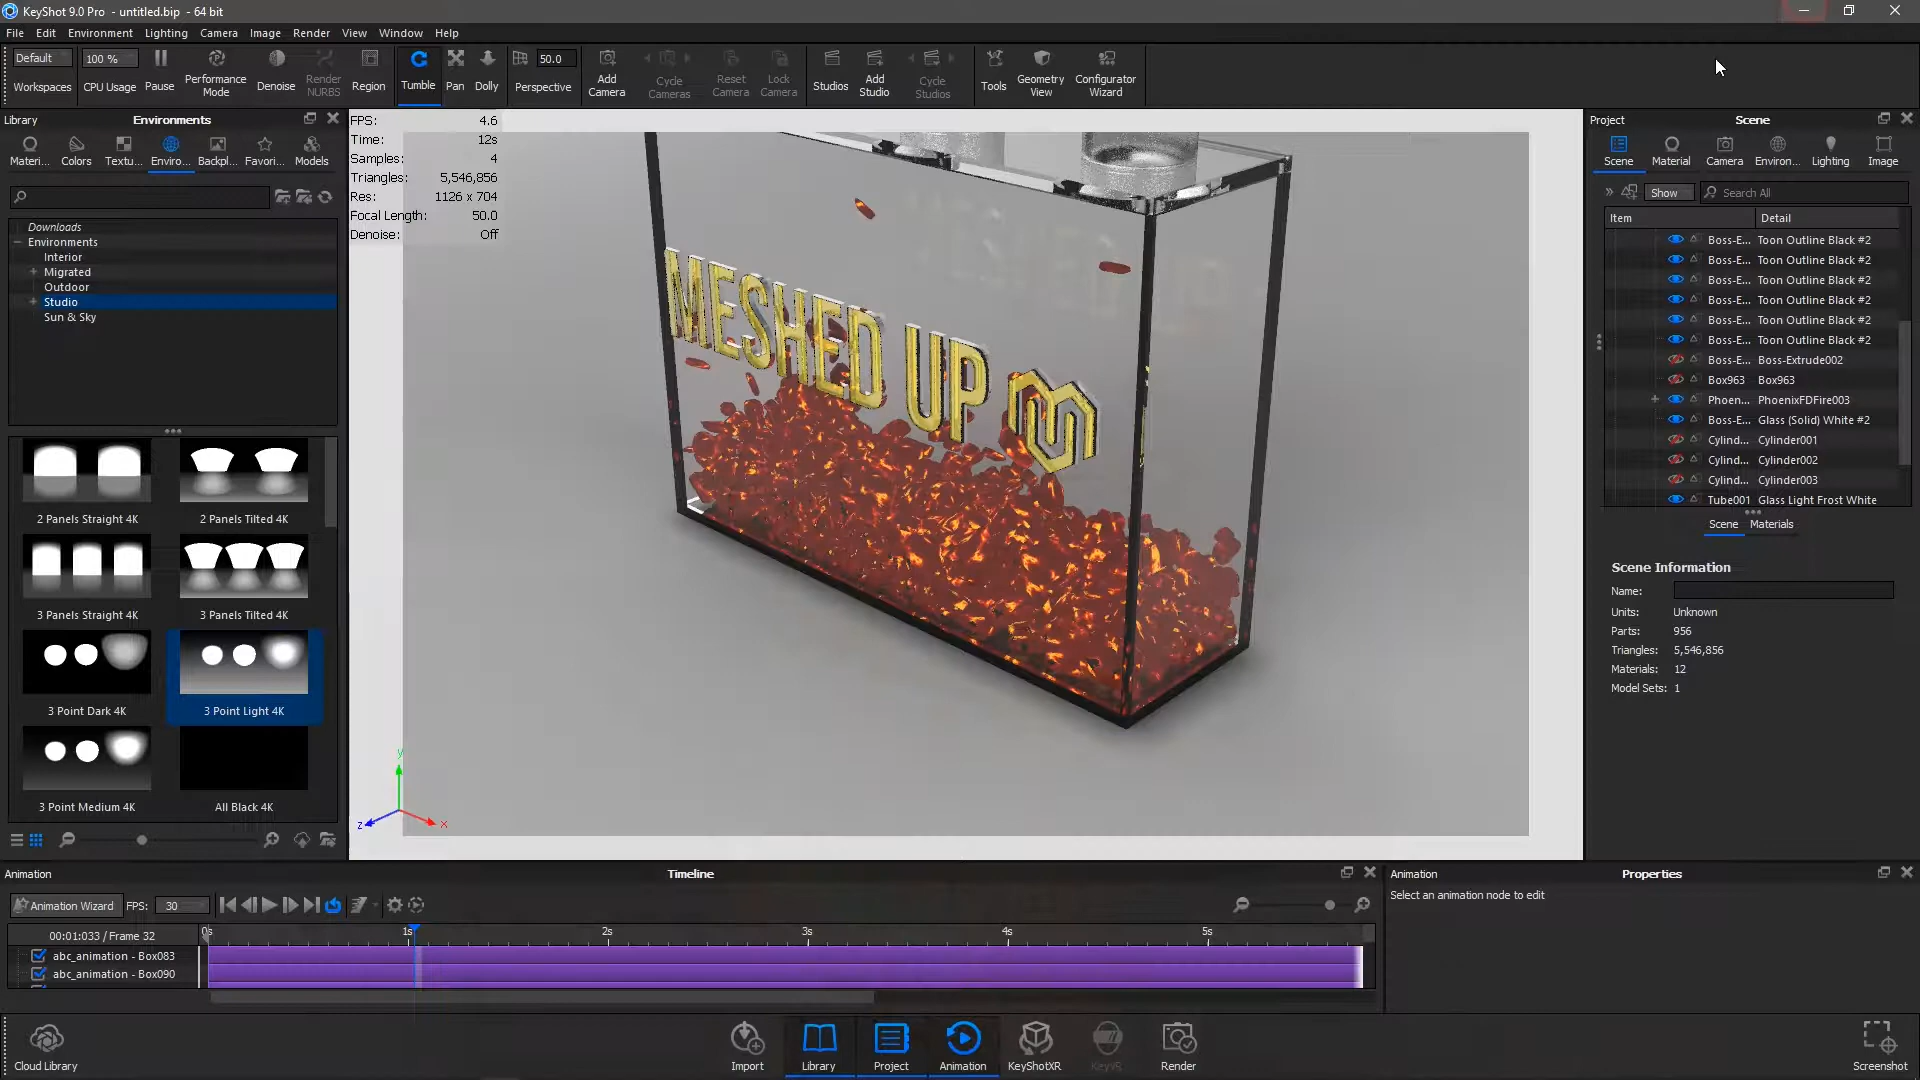 KeyShot 9.0 Pro - untitled.bip - 64 bit
File Edit Environment Lighting Camera Image Render View Window Help
Default 100 % 50.0
Workspaces CPU Usage Pause Performance Mode Denoise Render NURBS Region Tumble Pan Dolly Perspective Add Camera Cycle Cameras Reset Camera Lock Camera Studios Add Studio Cycle Studios Tools Geometry View Configurator Wizard
Library Environments
Materi... Colors Textu... Enviro... Backpl... Favori... Models
Downloads
Environments
Interior
Migrated
Outdoor
Studio
Sun & Sky
2 Panels Straight 4K 2 Panels Tilted 4K
3 Panels Straight 4K 3 Panels Tilted 4K
3 Point Dark 4K 3 Point Light 4K
3 Point Medium 4K All Black 4K
FPS: 4.6
Time: 12s
Samples: 4
Triangles: 5,546,856
Res: 1126 x 704
Focal Length: 50.0
Denoise: Off
MESHED UP
y
z x
Project Scene
Scene Material Camera Environ... Lighting Image
Show Search All
Item Detail
Boss-E... Toon Outline Black #2
Boss-E... Toon Outline Black #2
Boss-E... Toon Outline Black #2
Boss-E... Toon Outline Black #2
Boss-E... Toon Outline Black #2
Boss-E... Toon Outline Black #2
Boss-E... Boss-Extrude002
Box963 Box963
Phoen... PhoenixFDFire003
Boss-E... Glass (Solid) White #2
Cylind... Cylinder001
Cylind... Cylinder002
Cylind... Cylinder003
Tube001 Glass Light Frost White
Scene Materials
Scene Information
Name:
Units: Unknown
Parts: 956
Triangles: 5,546,856
Materials: 12
Model Sets: 1
Animation Timeline
Animation Wizard FPS: 30
00:01:033 / Frame 32 0s 1s 2s 3s 4s 5s
abc_animation - Box083
abc_animation - Box090
Animation Properties
Select an animation node to edit
Cloud Library Import Library Project Animation KeyShotXR KeyVR Render Screenshot